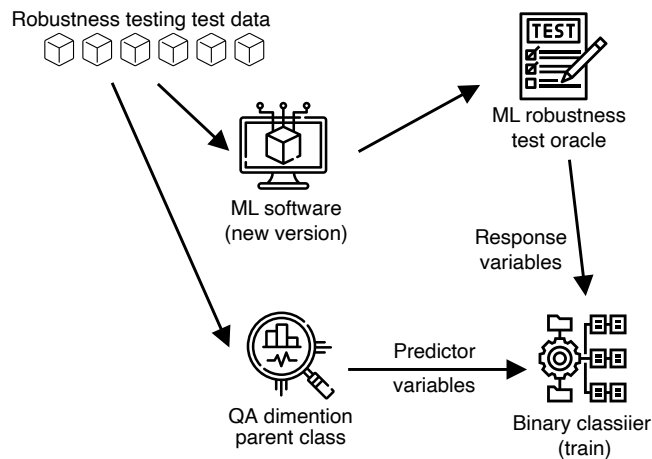 Robustness testing test data
TEST
ML robustness
test oracle
ML software
(new version)
Response
variables
Predictor
variables
QA dimention
parent class
Binary classiier
(train)